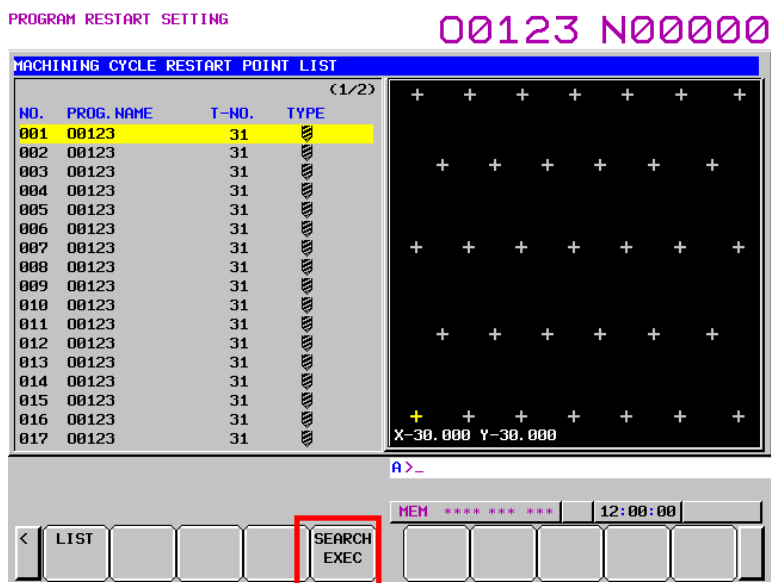 PROGRAM RESTART SETTING
O0123 N00000
MACHINING CYCLE RESTART POINT LIST
(1/2)
NO. PROG.NAME T-NO. TYPE
001 O0123 31
002 O0123 31
003 O0123 31
004 O0123 31
005 O0123 31
006 O0123 31
007 O0123 31
008 O0123 31
009 O0123 31
010 O0123 31
011 O0123 31
012 O0123 31
013 O0123 31
014 O0123 31
015 O0123 31
016 O0123 31
017 O0123 31
X-30.000 Y-30.000
A>_
MEM **** *** *** 12:00:00
< LIST SEARCH
EXEC